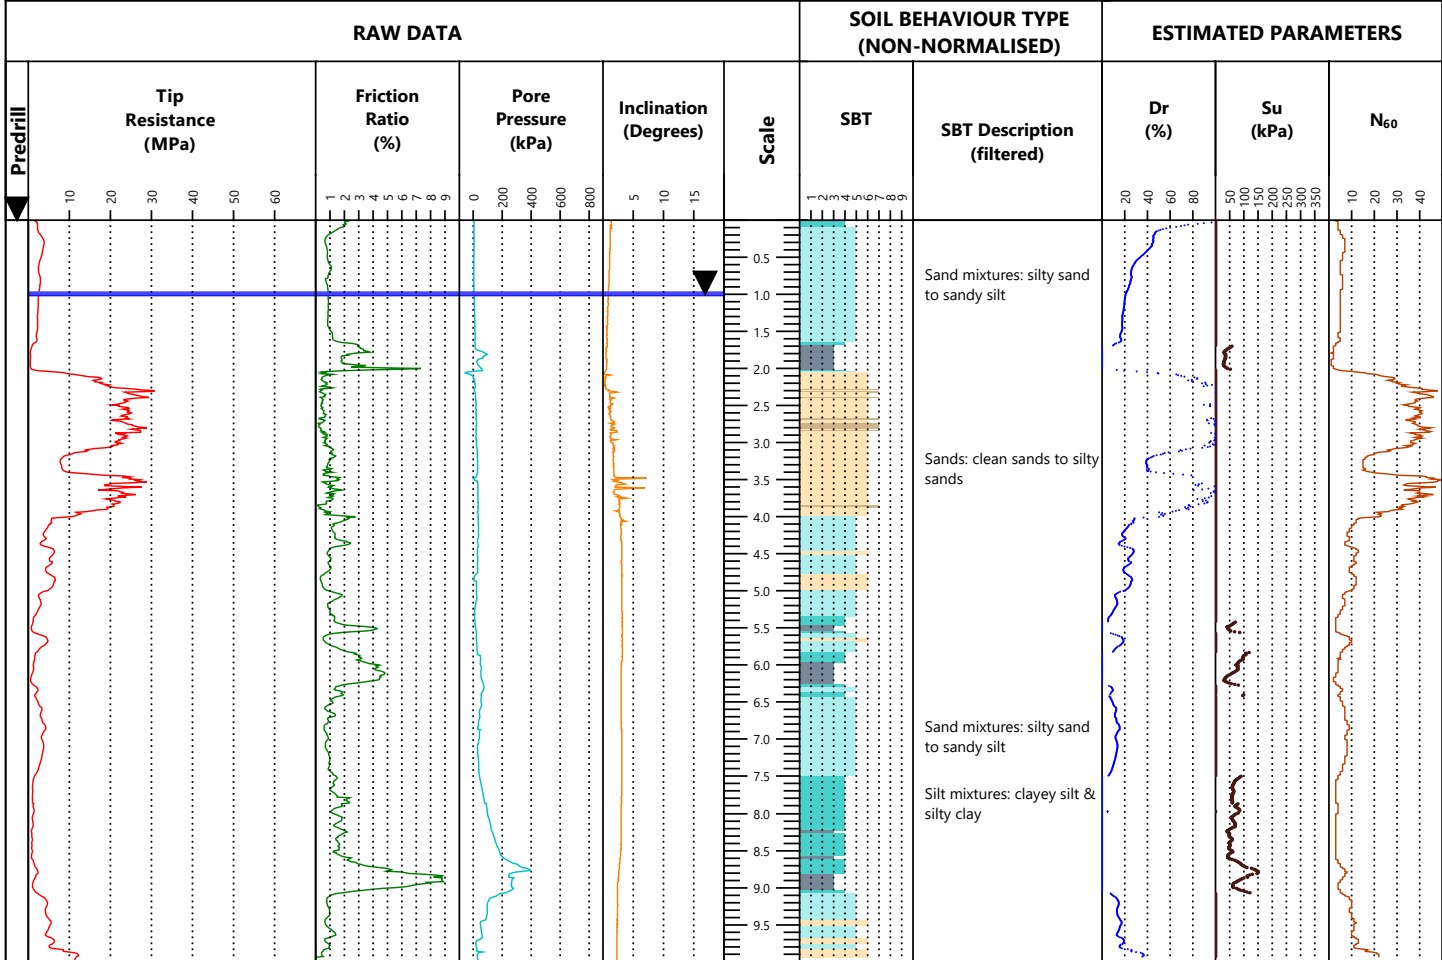 RAW DATA
SOIL BEHAVIOUR TYPE
(NON-NORMALISED)
ESTIMATED PARAMETERS
Predrill
Tip
Resistance
(MPa)
Friction
Ratio
(%)
Pore
Pressure
(kPa)
Inclination
(Degrees)
Scale
SBT
SBT Description
(filtered)
Dr
(%)
Su
(kPa)
N60
10 20 30 40 50 60
1 2 3 4 5 6 7 8 9
0 200 400 600 800
5 10 15
1 2 3 4 5 6 7 8 9
20 40 60 80
50 100 150 200 250 300 350
10 20 30 40
0.5
Sand mixtures: silty sand
to sandy silt
1.0
1.5
2.0
2.5
3.0
Sands: clean sands to silty
sands
3.5
4.0
4.5
5.0
5.5
6.0
6.5
Sand mixtures: silty sand
to sandy silt
7.0
7.5
Silt mixtures: clayey silt &
silty clay
8.0
8.5
9.0
9.5